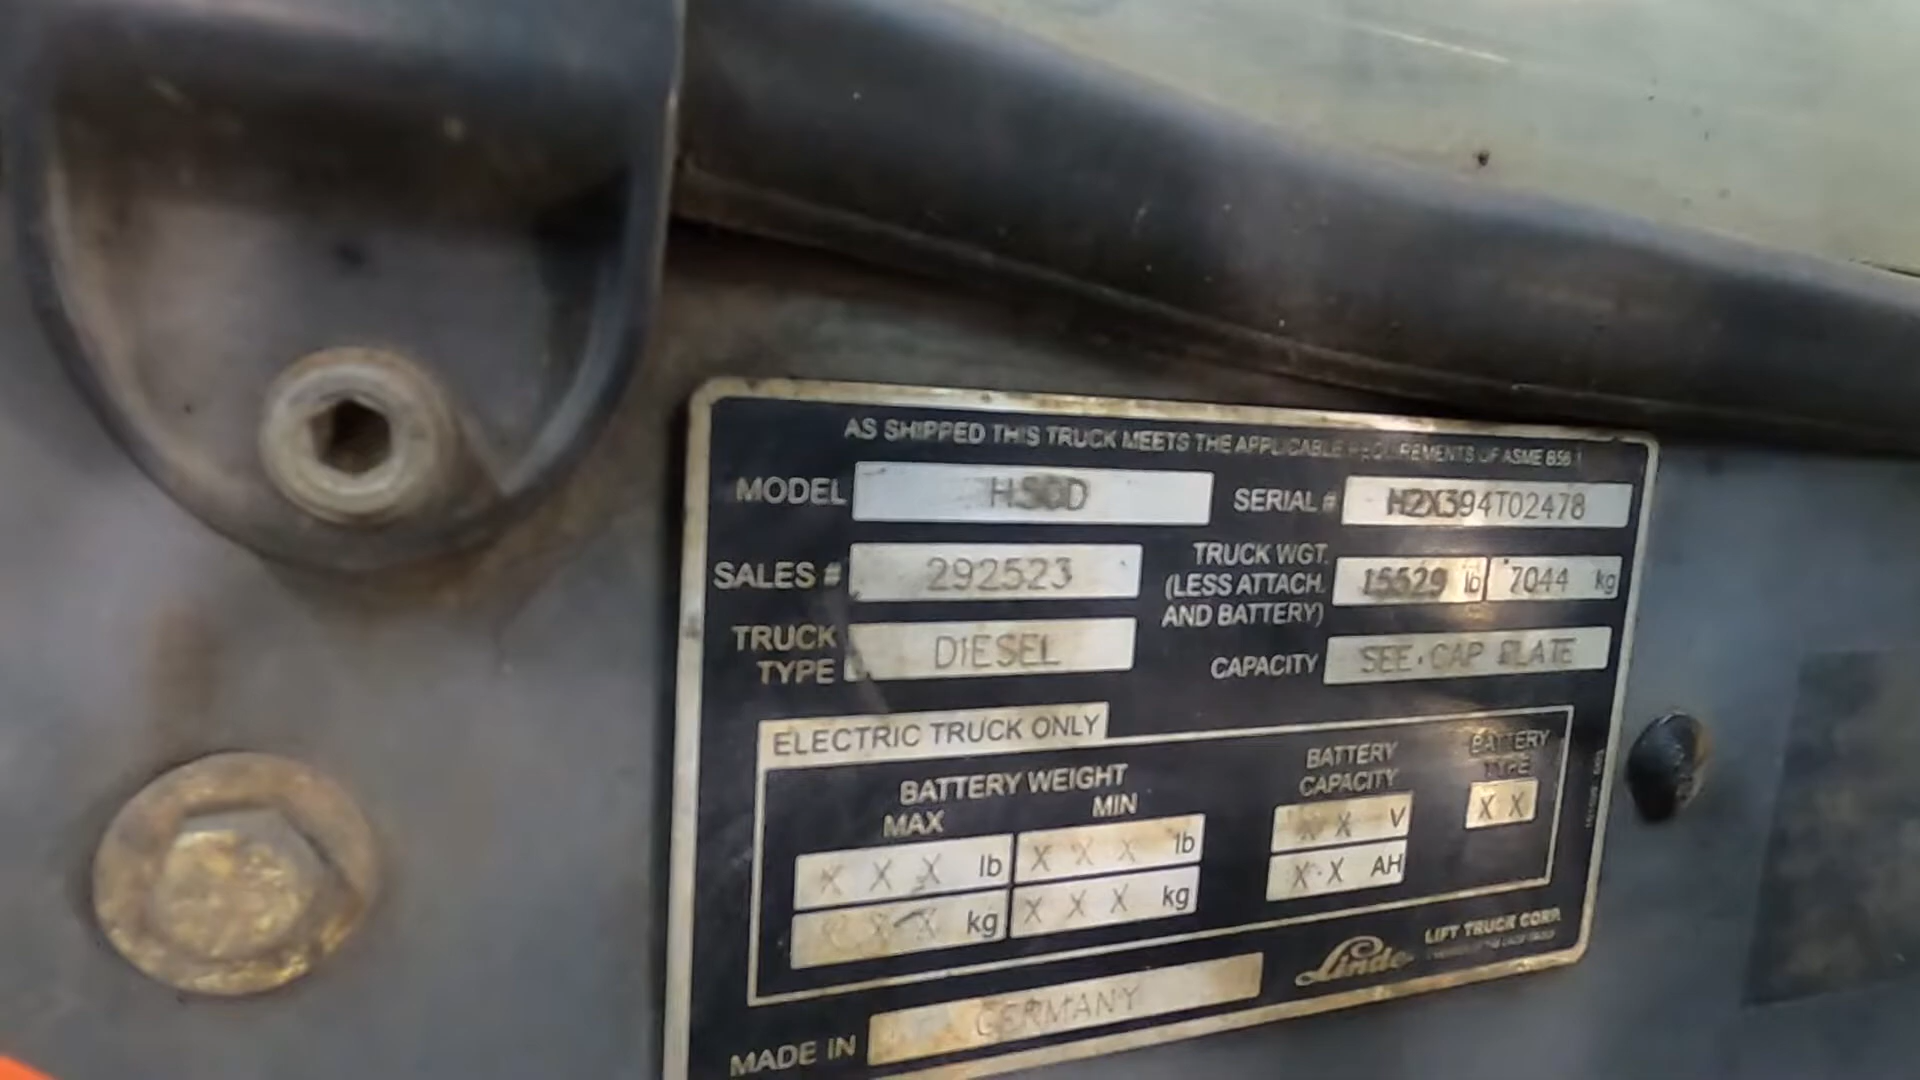 AS SHIPPED THIS TRUCK MEETS THE APPLICABLE REQUIREMENTS OF ASME B56.1
MODEL H50D SERIAL # H2X394T02478
SALES # 292523
TRUCK WGT. (LESS ATTACH. AND BATTERY) 15529 lb 7044 kg
TRUCK TYPE DIESEL
CAPACITY SEE CAP PLATE
ELECTRIC TRUCK ONLY
BATTERY WEIGHT
MAX MIN
X X X lb X X X lb
X X X kg X X X kg
BATTERY CAPACITY
X X V
X X AH
BATTERY TYPE
X X
Linde LIFT TRUCK CORP.
MADE IN GERMANY